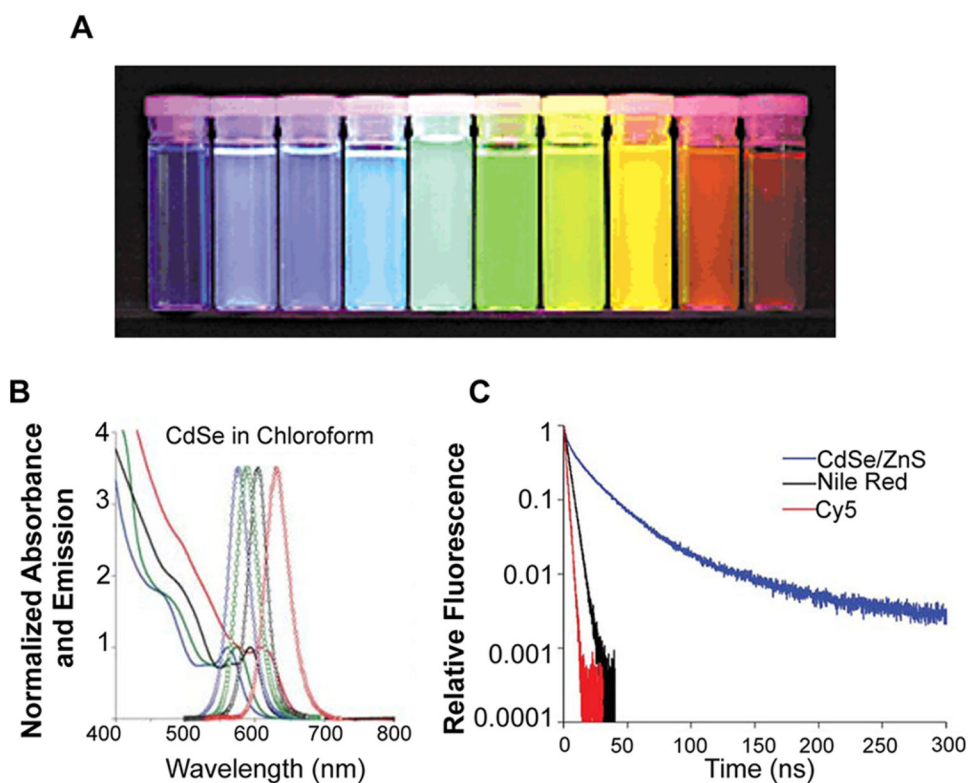 A
B
Normalized Absorbance
and Emission
CdSe in Chloroform
4
3
2
1
400 500 600 700 800
Wavelength (nm)
C
Relative Fluorescence
1
0.1
0.01
0.001
0.0001
CdSe/ZnS
Nile Red
Cy5
0 50 100 150 200 250 300
Time (ns)